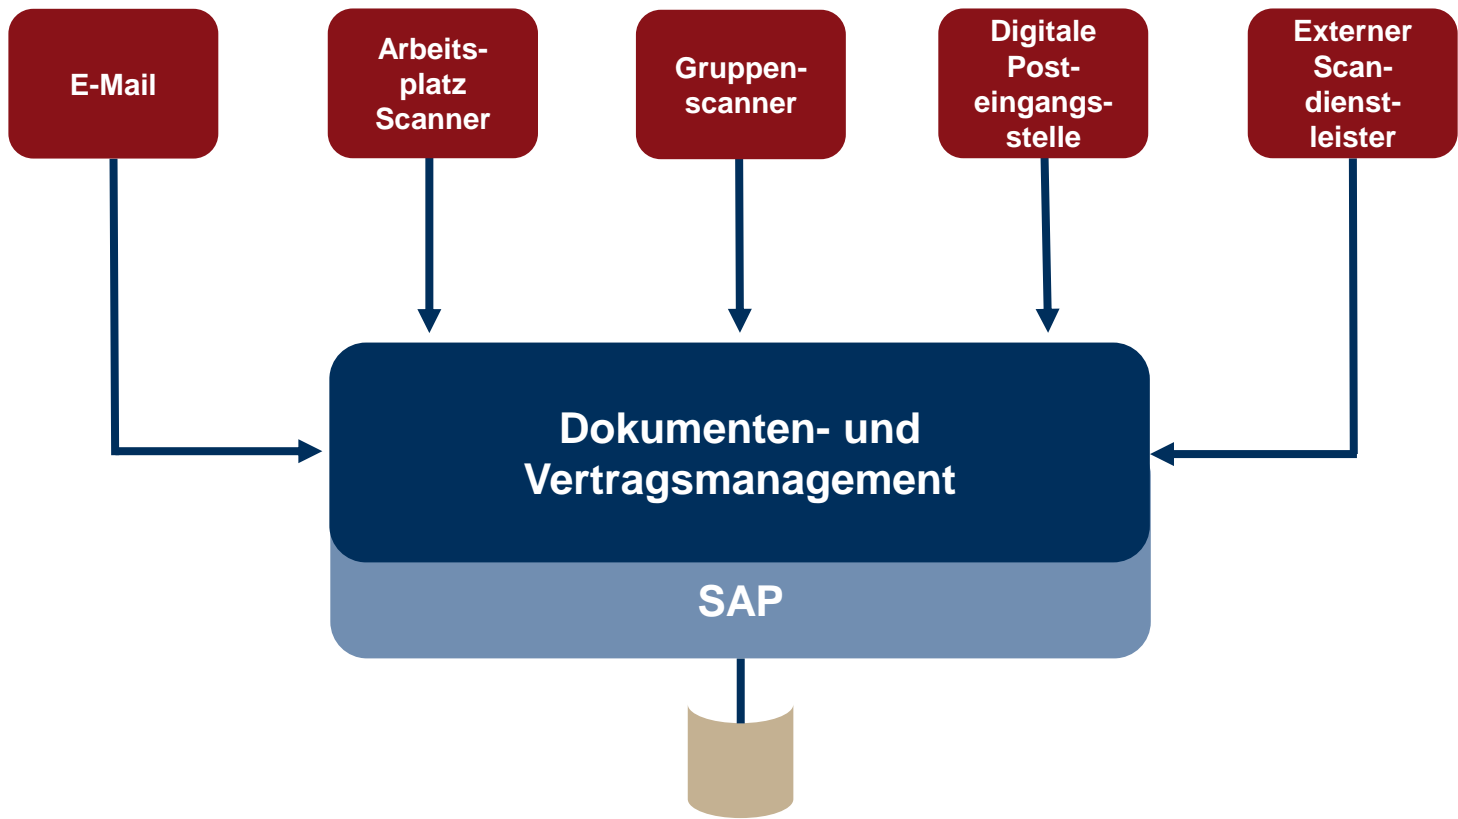 E-Mail
Arbeits-
platz
Scanner
Gruppen-
scanner
Digitale
Post-
eingangs-
stelle
Externer
Scan-
dienst-
leister
Dokumenten- und
Vertragsmanagement
SAP